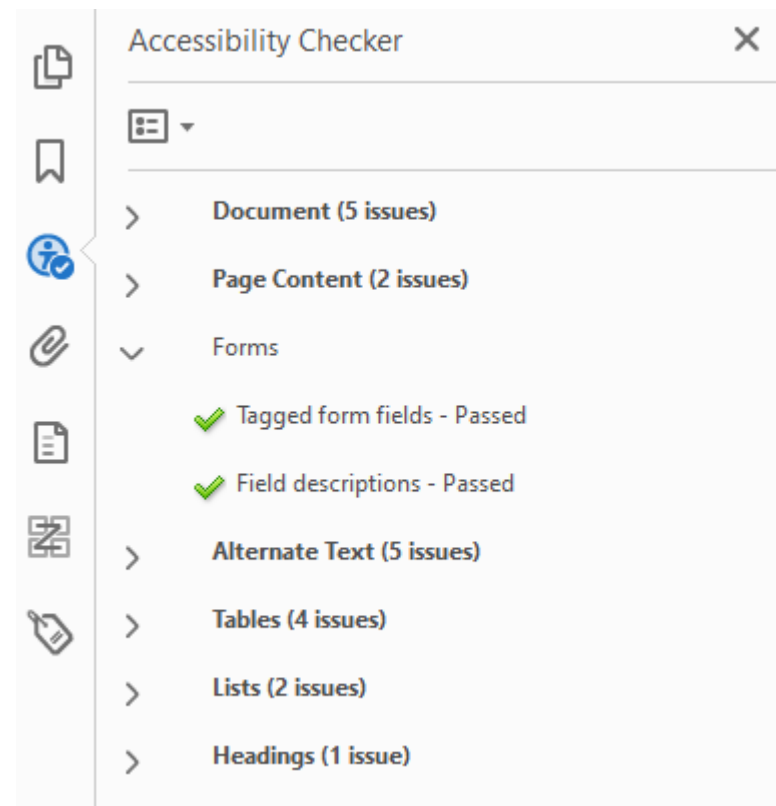 Accessibility Checker
Document (5 issues)
Page Content (2 issues)
Forms
Tagged form fields - Passed
Field descriptions - Passed
Alternate Text (5 issues)
Tables (4 issues)
Lists (2 issues)
Headings (1 issue)